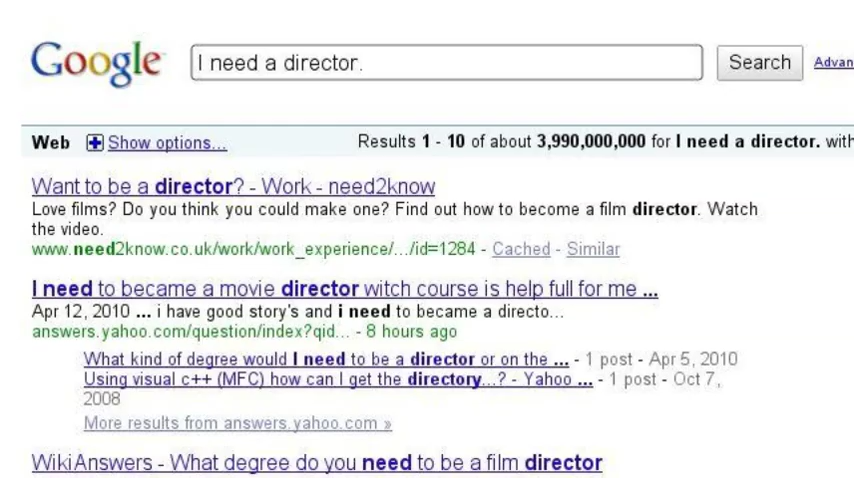 Google I need a director. Search Advan
Web Show options... Results 1 - 10 of about 3,990,000,000 for I need a director. with
Want to be a director? - Work - need2know
Love films? Do you think you could make one? Find out how to become a film director. Watch
the video.
www.need2know.co.uk/work/work_experience/.../id=1284 - Cached - Similar
I need to became a movie director witch course is help full for me ...
Apr 12, 2010 ... i have good story's and i need to became a directo...
answers.yahoo.com/question/index?qid... - 8 hours ago
What kind of degree would I need to be a director or on the ... - 1 post - Apr 5, 2010
Using visual c++ (MFC) how can I get the directory...? - Yahoo ... - 1 post - Oct 7,
2008
More results from answers.yahoo.com »
WikiAnswers - What degree do you need to be a film director